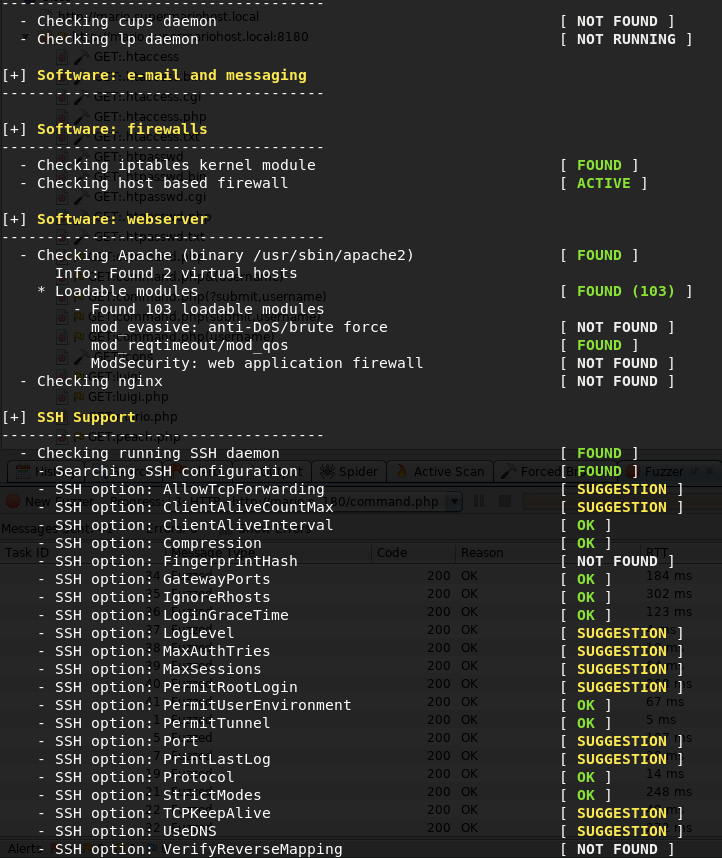 - Checking cups daemon [ NOT FOUND ]
- Checking lp daemon [ NOT RUNNING ]
[+] Software: e-mail and messaging
------------------------------------
[+] Software: firewalls
------------------------------------
- Checking iptables kernel module [ FOUND ]
- Checking host based firewall [ ACTIVE ]
[+] Software: webserver
------------------------------------
- Checking Apache (binary /usr/sbin/apache2) [ FOUND ]
Info: Found 2 virtual hosts
* Loadable modules [ FOUND (103) ]
- Found 103 loadable modules
mod_evasive: anti-DoS/brute force [ NOT FOUND ]
mod_reqtimeout/mod_qos [ FOUND ]
ModSecurity: web application firewall [ NOT FOUND ]
- Checking nginx [ NOT FOUND ]
[+] SSH Support
------------------------------------
- Checking running SSH daemon [ FOUND ]
- Searching SSH configuration [ FOUND ]
- SSH option: AllowTcpForwarding [ SUGGESTION ]
- SSH option: ClientAliveCountMax [ SUGGESTION ]
- SSH option: ClientAliveInterval [ OK ]
- SSH option: Compression [ OK ]
- SSH option: FingerprintHash [ NOT FOUND ]
- SSH option: GatewayPorts [ OK ]
- SSH option: IgnoreRhosts [ OK ]
- SSH option: LoginGraceTime [ OK ]
- SSH option: LogLevel [ SUGGESTION ]
- SSH option: MaxAuthTries [ SUGGESTION ]
- SSH option: MaxSessions [ SUGGESTION ]
- SSH option: PermitRootLogin [ SUGGESTION ]
- SSH option: PermitUserEnvironment [ OK ]
- SSH option: PermitTunnel [ OK ]
- SSH option: Port [ SUGGESTION ]
- SSH option: PrintLastLog [ SUGGESTION ]
- SSH option: Protocol [ OK ]
- SSH option: StrictModes [ OK ]
- SSH option: TCPKeepAlive [ SUGGESTION ]
- SSH option: UseDNS [ SUGGESTION ]
- SSH option: VerifyReverseMapping [ NOT FOUND ]